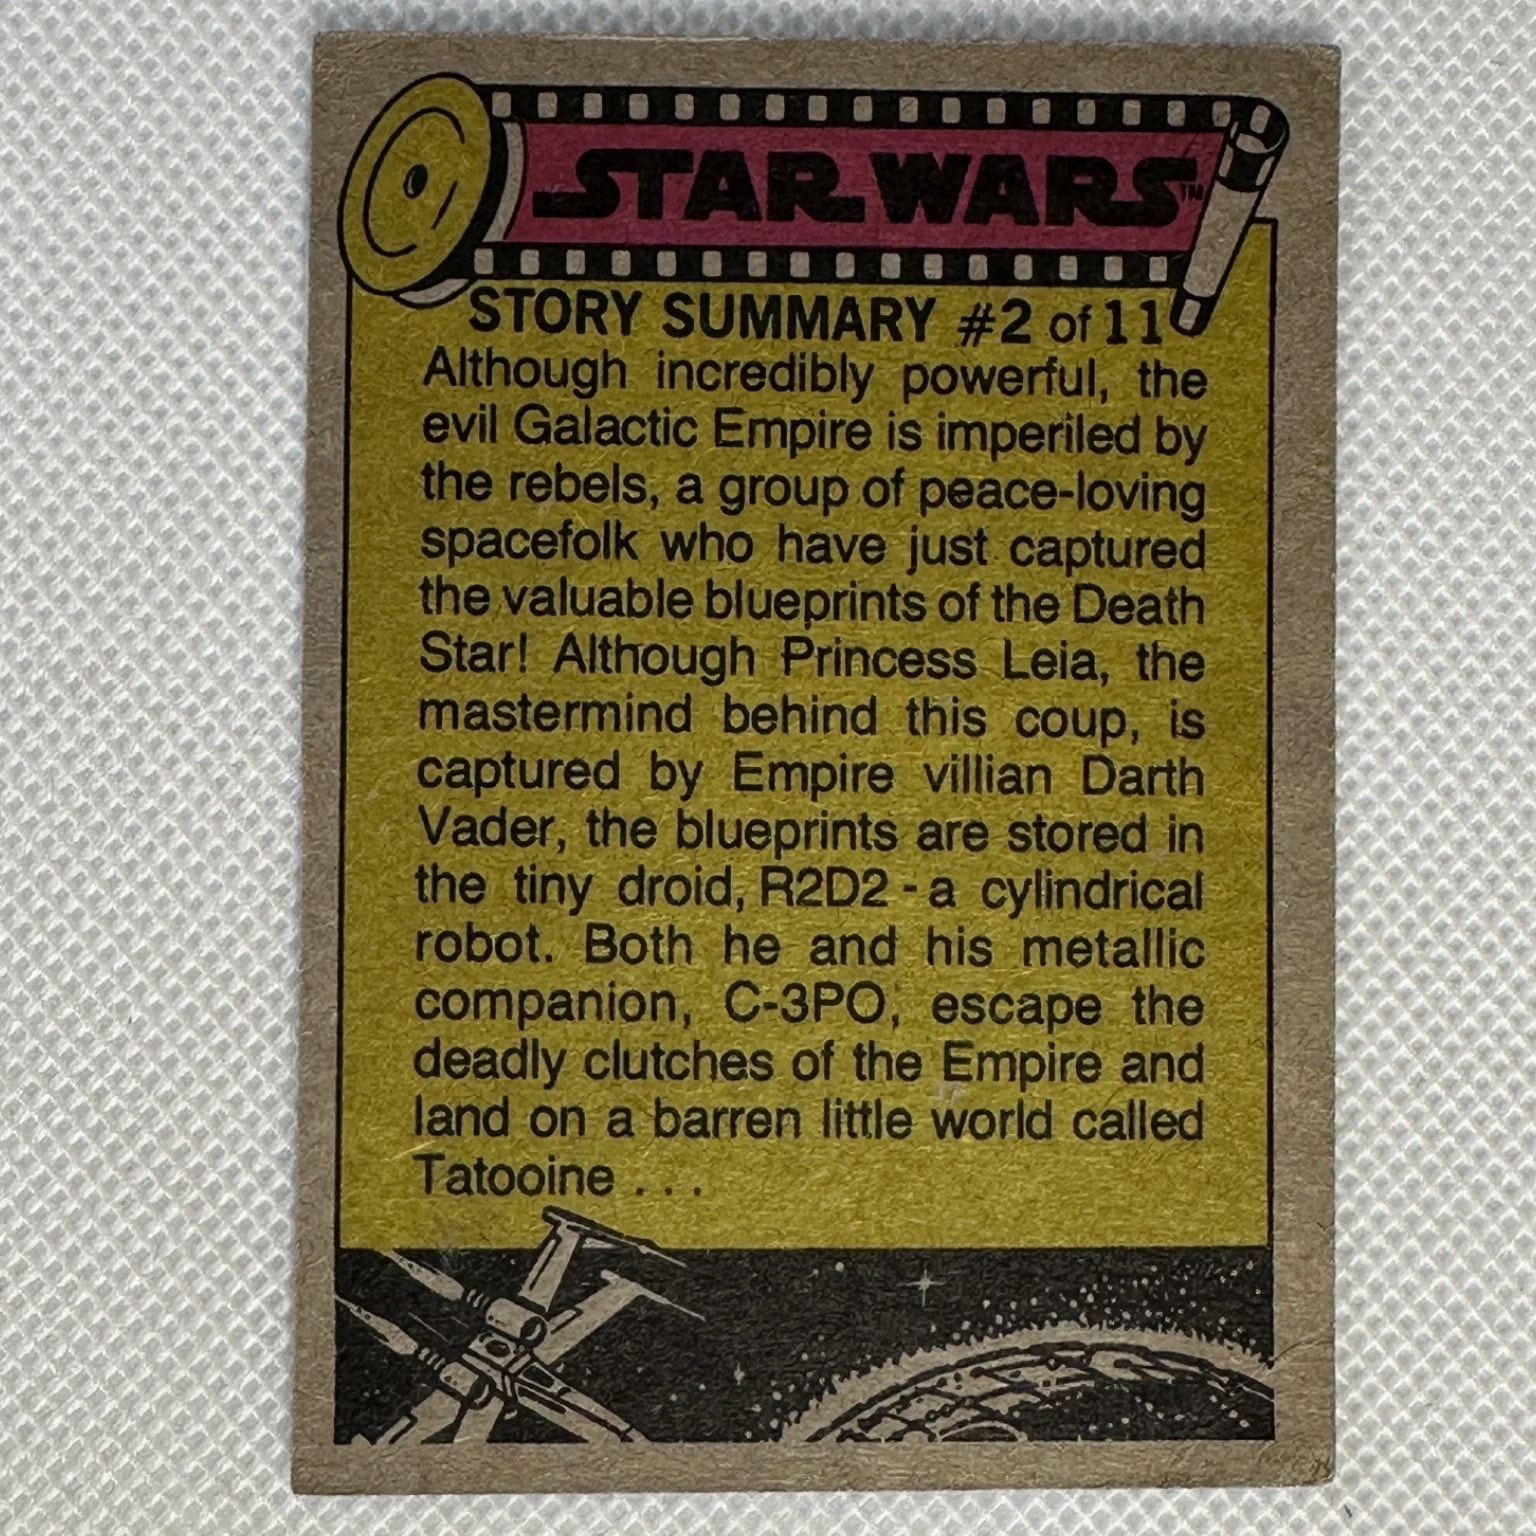 STAR WARS™
STORY SUMMARY #2 of 11
Although incredibly powerful, the
evil Galactic Empire is imperiled by
the rebels, a group of peace-loving
spacefolk who have just captured
the valuable blueprints of the Death
Star! Although Princess Leia, the
mastermind behind this coup, is
captured by Empire villian Darth
Vader, the blueprints are stored in
the tiny droid, R2D2 - a cylindrical
robot. Both he and his metallic
companion, C-3PO, escape the
deadly clutches of the Empire and
land on a barren little world called
Tatooine . . .